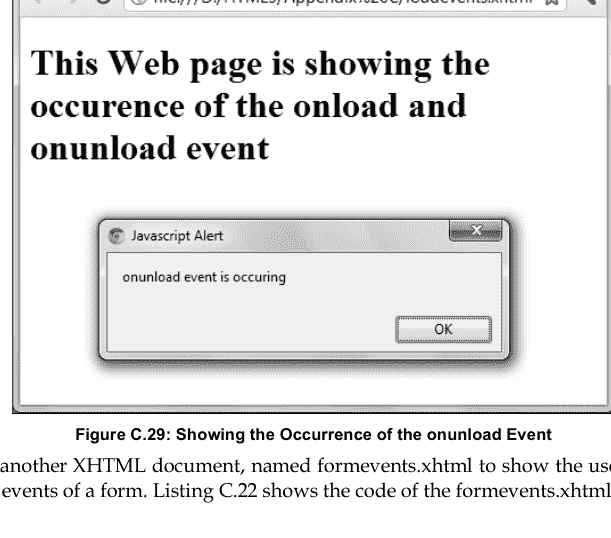 This Web page is showing the
occurence of the onload and
onunload event
Javascript Alert
onunload event is occuring
OK
Figure C.29: Showing the Occurrence of the onunload Event
another XHTML document, named formevents.xhtml to show the
events of a form. Listing C.22 shows the code of the formevents.xhtml